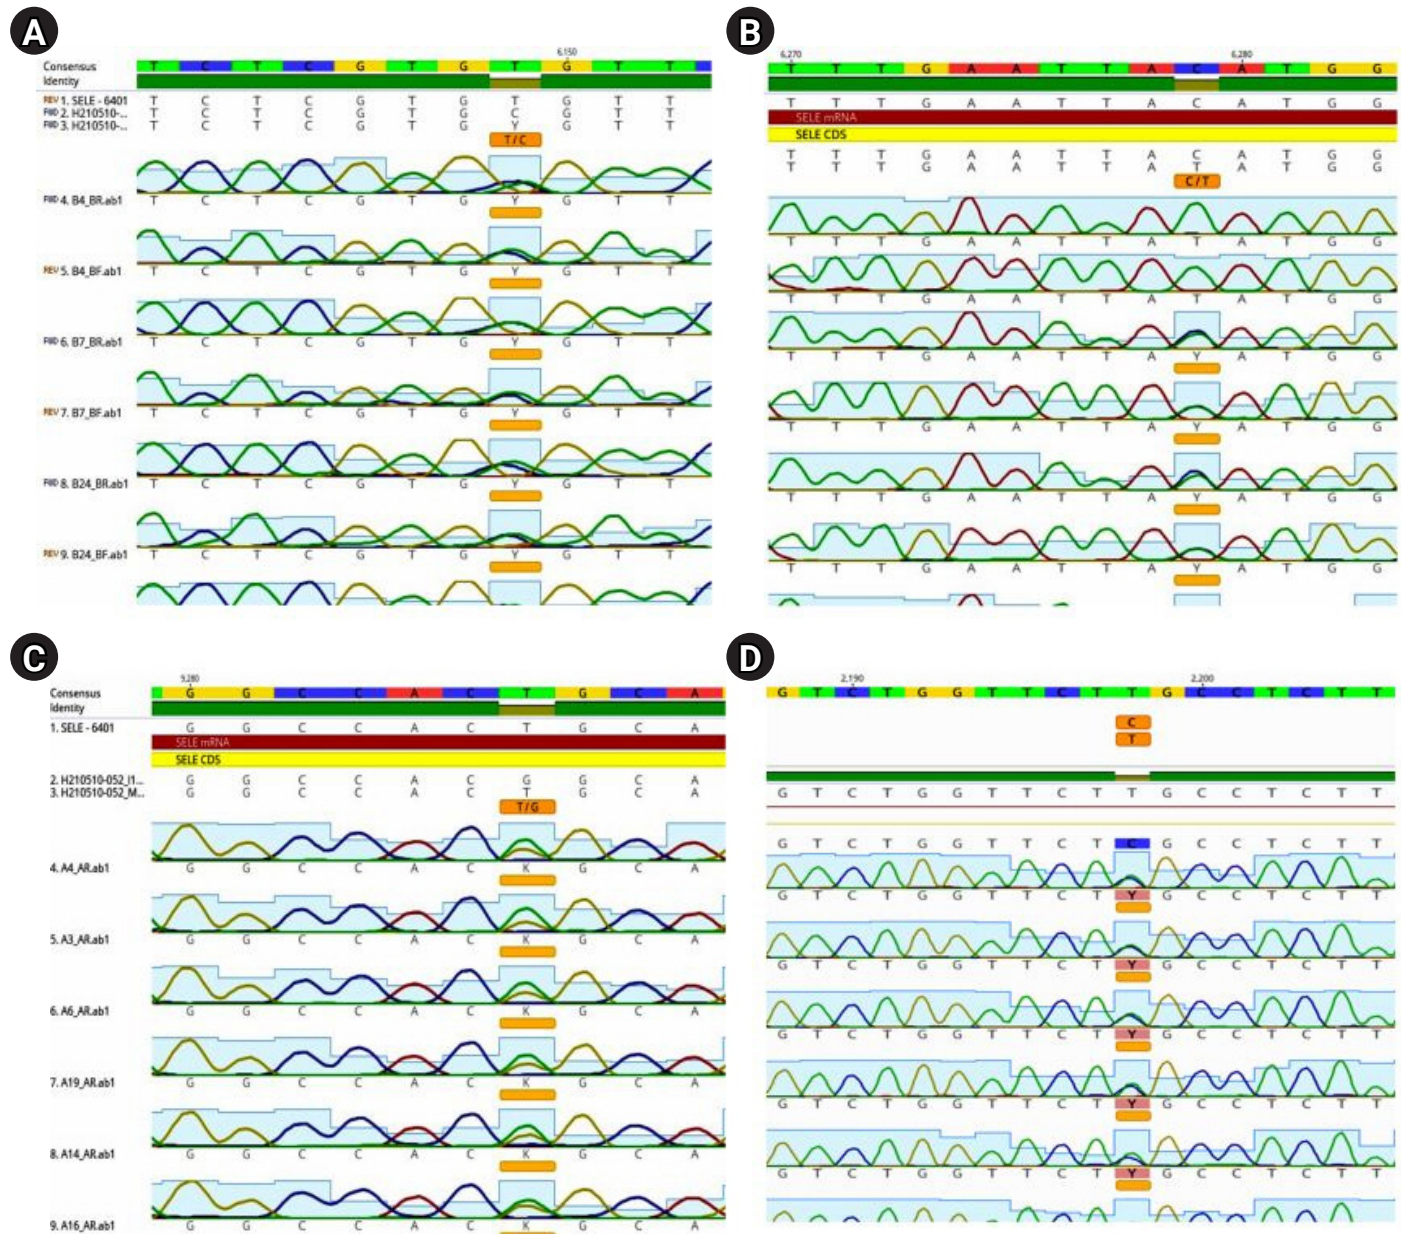 A
6,150
Consensus T C T C G T G T G T T
Identity
REV 1. SELE - 6401 T C T C G T G T G T T
FWD 2. H210510-... T C T C G T G C G T T
FWD 3. H210510-... T C T C G T G Y G T T
T / C
FWD 4. B4_BR.ab1 T C T C G T G Y G T T
REV 5. B4_BF.ab1 T C T C G T G Y G T T
FWD 6. B7_BR.ab1 T C T C G T G Y G T T
REV 7. B7_BF.ab1 T C T C G T G Y G T T
FWD 8. B24_BR.ab1 T C T C G T G Y G T T
REV 9. B24_BF.ab1 T C T C G T G Y G T T
B
6,270 6,280
T T T G A A T T A C A T G G
T T T G A A T T A C A T G G
SELE mRNA
SELE CDS
T T T G A A T T A C A T G G
T T T G A A T T A T A T G G
C / T
T T T G A A T T A T A T G G
T T T G A A T T A T A T G G
T T T G A A T T A Y A T G G
T T T G A A T T A Y A T G G
T T T G A A T T A Y A T G G
T T T G A A T T A Y A T G G
C
9,280
Consensus G G C C A C T G C A
Identity
1. SELE - 6401 G G C C A C T G C A
SELE mRNA
SELE CDS
2. H210510-052_I1... G G C C A C G G C A
3. H210510-052_M... G G C C A C T G C A
T / G
4. A4_AR.ab1 G G C C A C K G C A
5. A3_AR.ab1 G G C C A C K G C A
6. A6_AR.ab1 G G C C A C K G C A
7. A19_AR.ab1 G G C C A C K G C A
8. A14_AR.ab1 G G C C A C K G C A
9. A16_AR.ab1 G G C C A C K G C A
D
2,190 2,200
G T C T G G T T C T T G C C T C T T
C
T
G T C T G G T T C T T G C C T C T T
G T C T G G T T C T C G C C T C T T
G T C T G G T T C T Y G C C T C T T
G T C T G G T T C T Y G C C T C T T
G T C T G G T T C T Y G C C T C T T
G T C T G G T T C T Y G C C T C T T
G T C T G G T T C T Y G C C T C T T